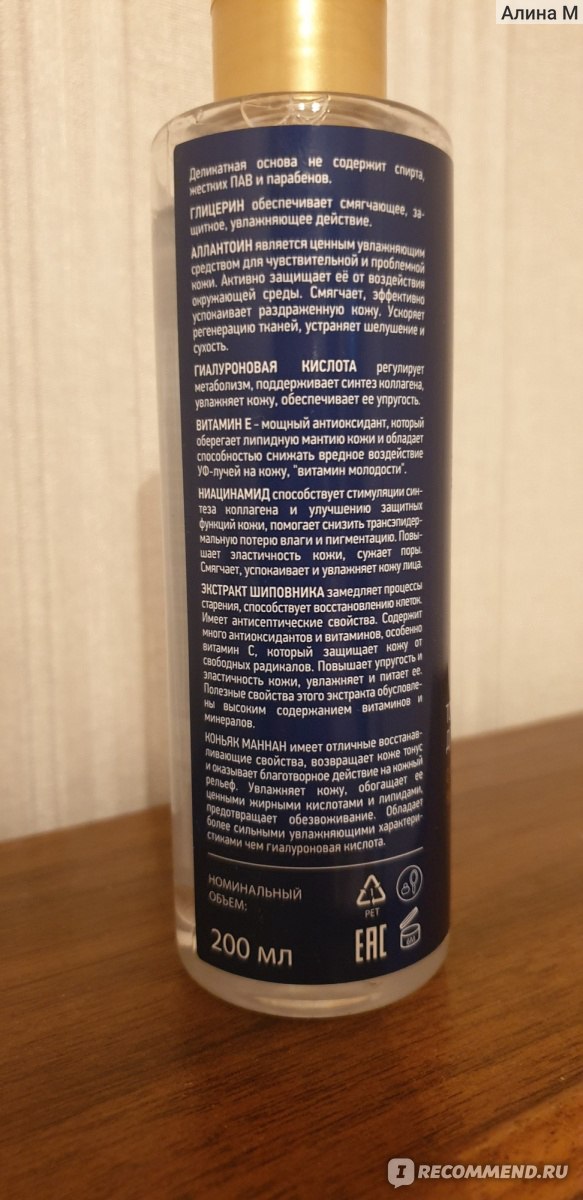 Алина М
Деликатная основа не содержит спирта,
жестких ПАВ и парабенов.
ГЛИЦЕРИН обеспечивает смягчающее, за-
щитное, увлажняющее действие.
АЛЛАНТОИН является ценным увлажняющим
средством для чувствительной и проблемной
кожи. Активно защищает её от воздействия
окружающей среды. Смягчает, эффективно
успокаивает раздраженную кожу. Ускоряет
регенерацию тканей, устраняет шелушение и
сухость.
ГИАЛУРОНОВАЯ КИСЛОТА регулирует
метаболизм, поддерживает синтез коллагена,
увлажняет кожу, обеспечивает ее упругость.
ВИТАМИН Е - мощный антиоксидант, который
оберегает липидную мантию кожи и обладает
способностью снижать вредное воздействие
УФ-лучей на кожу, "витамин молодости".
НИАЦИНАМИД способствует стимуляции син-
теза коллагена и улучшению защитных
функций кожи, помогает снизить трансэпидер-
мальную потерю влаги и пигментацию. Повы-
шает эластичность кожи, сужает поры.
Смягчает, успокаивает и увлажняет кожу лица.
ЭКСТРАКТ ШИПОВНИКА замедляет процессы
старения, способствует восстановлению клеток.
Имеет антисептические свойства. Содержит
много антиоксидантов и витаминов, особенно
витамин С, который защищает кожу от
свободных радикалов. Повышает упругость и
эластичность кожи, увлажняет и питает ее.
Полезные свойства этого экстракта обусловле-
ны высоким содержанием витаминов и
минералов.
КОНЬЯК МАННАН имеет отличные восстанав-
ливающие свойства, возвращает коже тонус
и оказывает благотворное действие на кожный
рельеф. Увлажняет кожу, обогащает ее
ценными жирными кислотами и липидами,
предотвращает обезвоживание. Обладает
более сильными увлажняющими характери-
стиками чем гиалуроновая кислота.
НОМИНАЛЬНЫЙ
ОБЪЕМ:
200 мл
1
PET
EAC
I RECOMMEND.RU